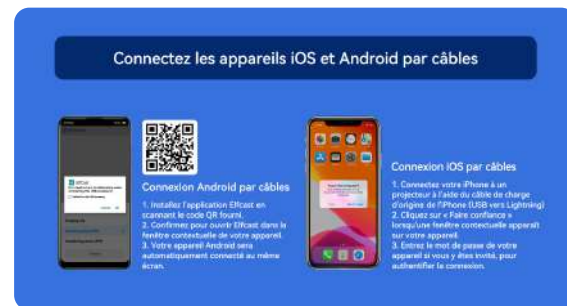 Connectez les appareils iOS et Android par câbles
Connexion Android par câbles
1. Installez l'application Elfcast en
scannant le code QR fourni.
2. Confirmez pour ouvrir Elfcast dans la
fenêtre contextuelle de votre appareil.
3. Votre appareil Android sera
automatiquement connecté au même
écran.
Connexion iOS par câbles
1. Connectez votre iPhone à un
projecteur à l'aide du câble de charge
d'origine de l'iPhone (USB vers Lightning)
2. Cliquez sur « Faire confiance »
lorsqu'une fenêtre contextuelle apparaît
sur votre appareil.
3. Entrez le mot de passe de votre
appareil si vous y êtes invité, pour
authentifier la connexion.